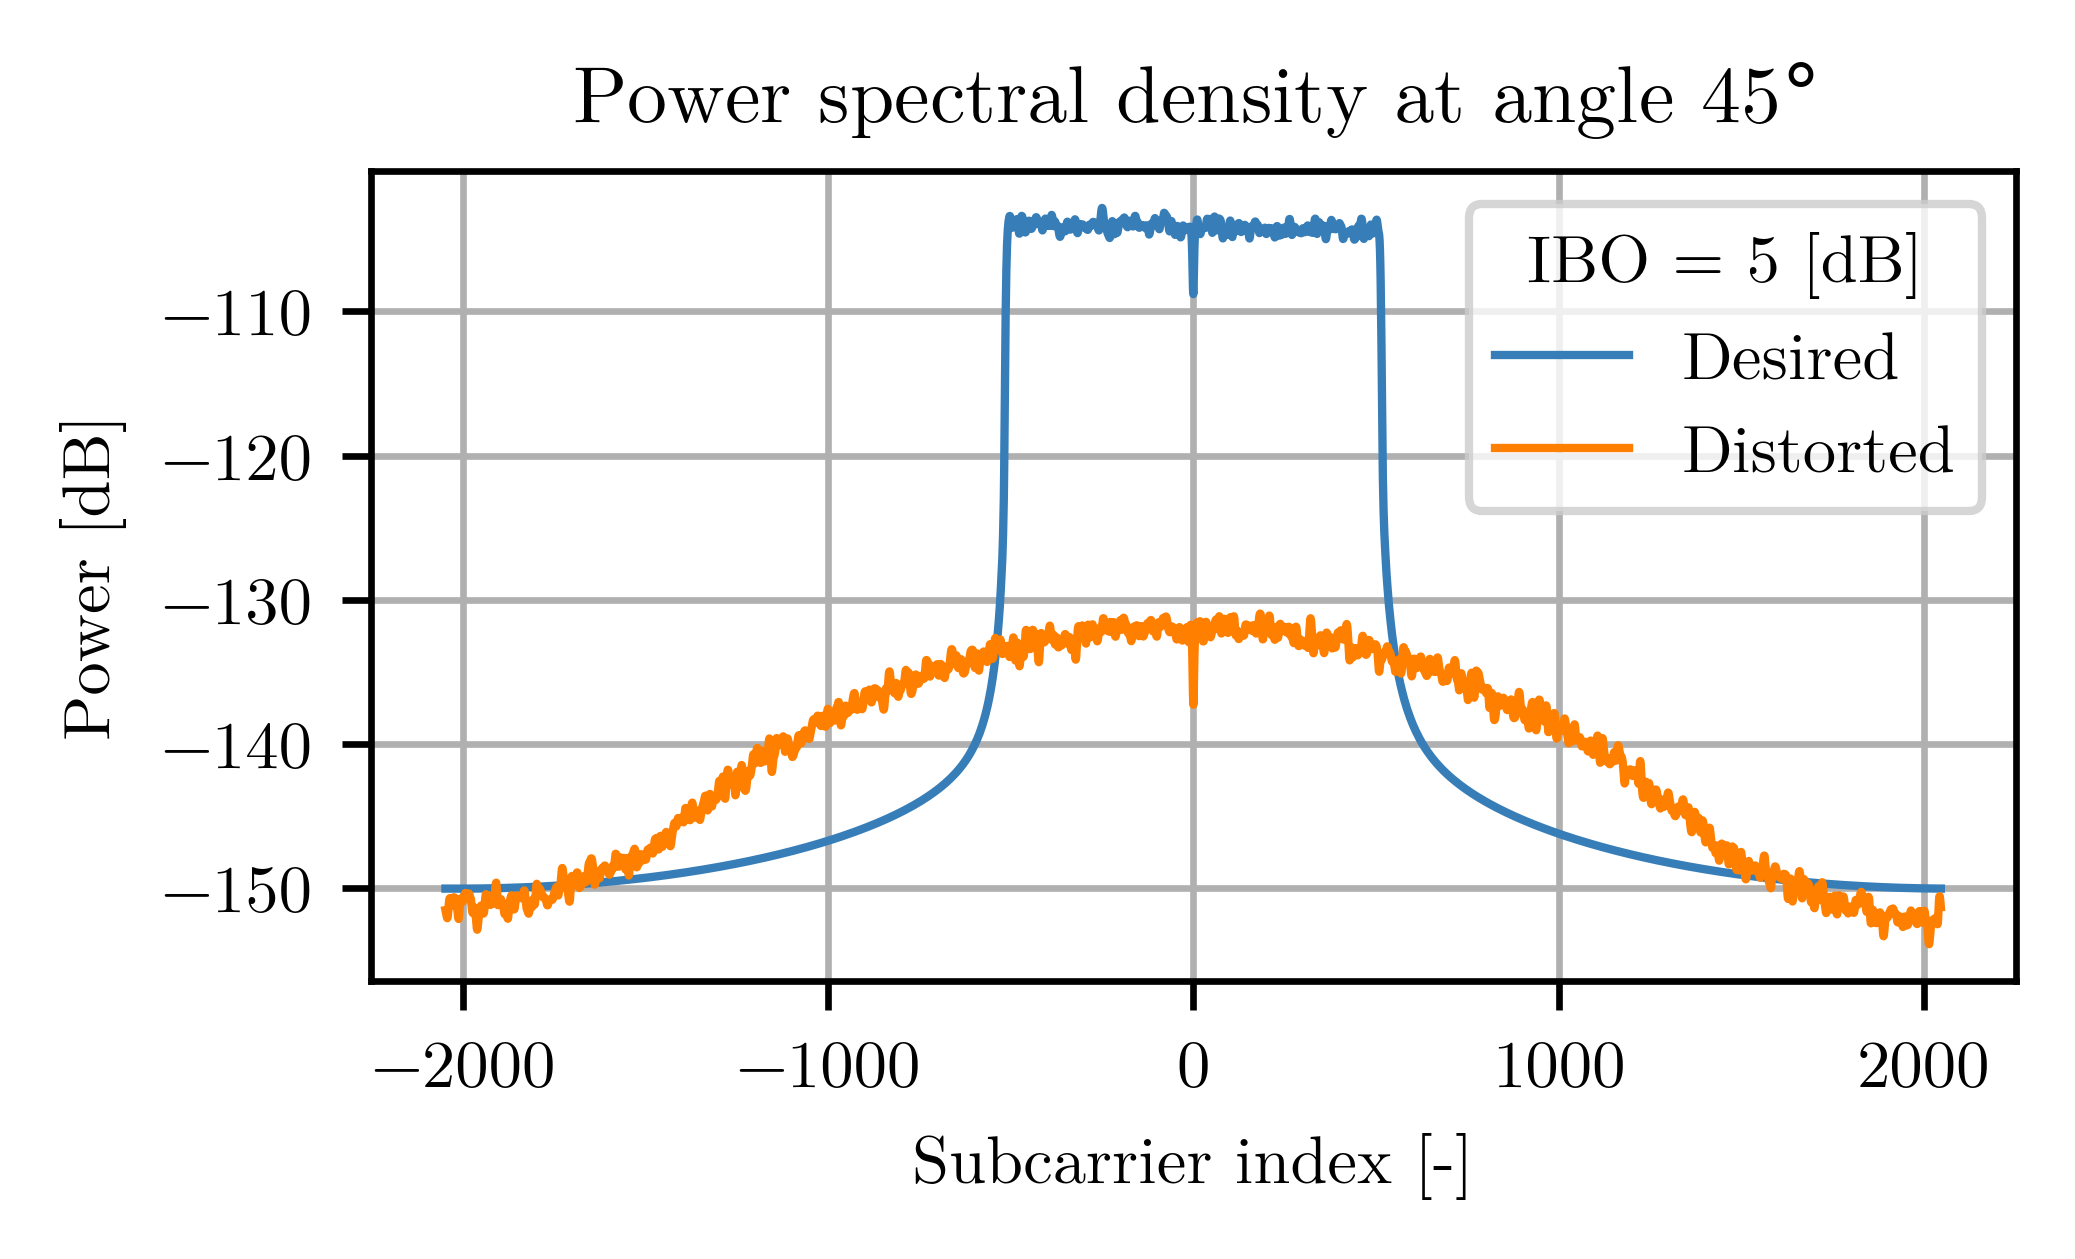 Power spectral density at angle 45°
IBO = 5 [dB]
Desired
Distorted
Power [dB]
−110
−120
−130
−140
−150
−2000
−1000
0
1000
2000
Subcarrier index [-]